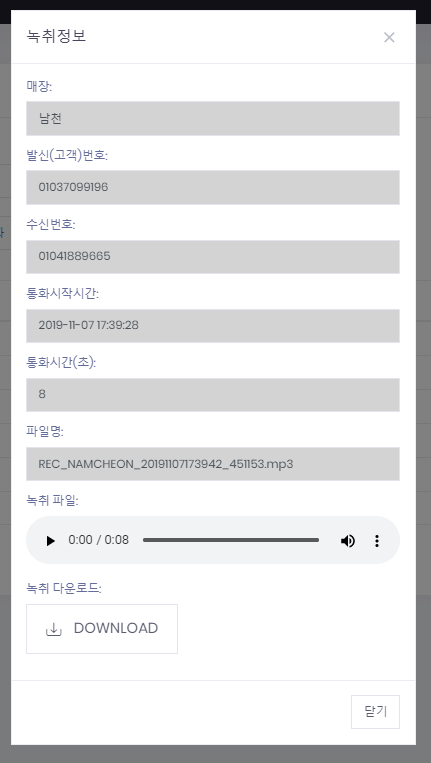 녹취정보
매장:
남천
발신(고객)번호:
01037099196
수신번호:
01041889665
통화시작시간:
2019-11-07 17:39:28
통화시간(초):
8
파일명:
REC_NAMCHEON_20191107173942_451153.mp3
녹취 파일:
0:00 / 0:08
녹취 다운로드:
DOWNLOAD
닫기